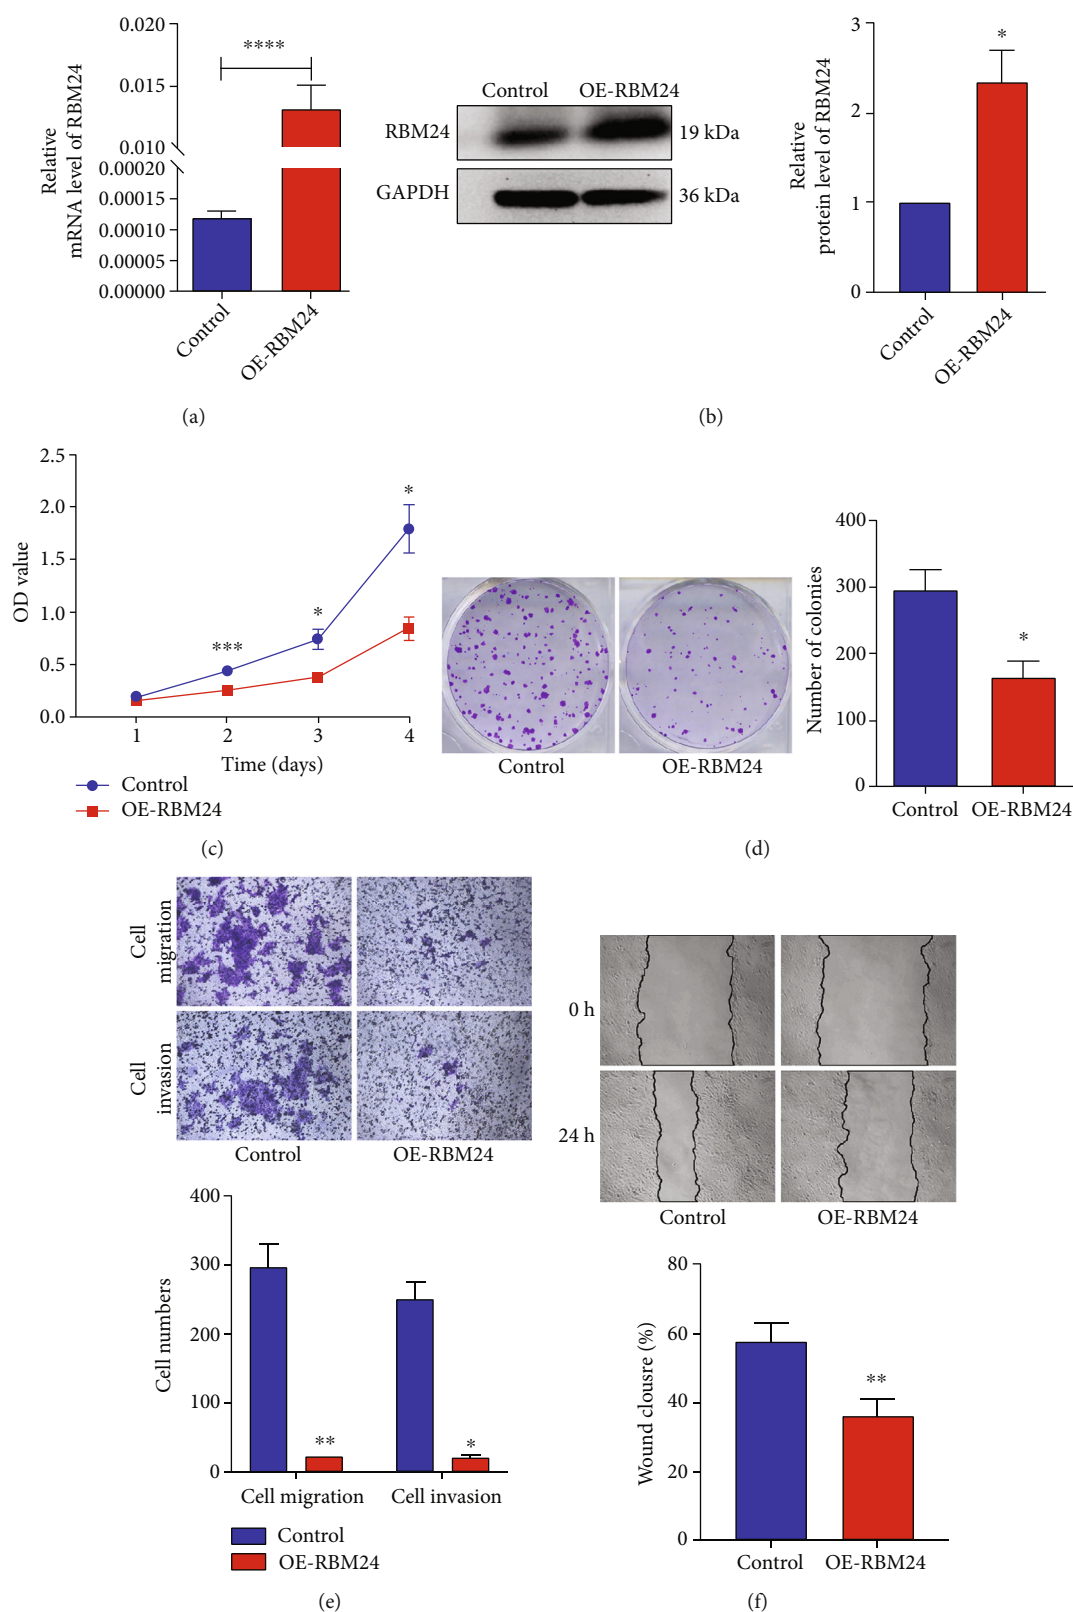 Relative
mRNA level of RBM24
0.020
0.015
0.010
0.00020
0.00015
0.00010
0.00005
0.00000
****
Control
OE-RBM24
(a)
Control OE-RBM24
RBM24 19 kDa
GAPDH 36 kDa
Relative
protein level of RBM24
3
2
1
0
*
Control
OE-RBM24
(b)
OD value
2.5
2.0
1.5
1.0
0.5
0.0
***
*
*
1 2 3 4
Time (days)
Control
OE-RBM24
(c)
Control OE-RBM24
Number of colonies
400
300
200
100
0
*
Control OE-RBM24
(d)
Cell
migration
Cell
invasion
Control OE-RBM24
Cell numbers
400
300
200
100
0
**
*
Cell migration Cell invasion
Control
OE-RBM24
(e)
0 h
24 h
Control OE-RBM24
Wound clousre (%)
80
60
40
20
0
**
Control OE-RBM24
(f)